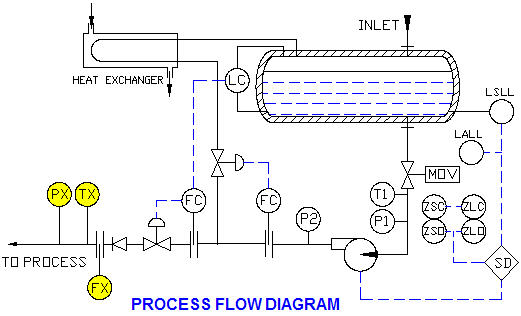 INLET
HEAT EXCHANGER
LC
LSLL
LALL
MOV
PX
TX
FC
FC
T1
P2
P1
ZSC
ZLC
ZSO
ZLO
TO PROCESS
FX
SD
PROCESS FLOW DIAGRAM